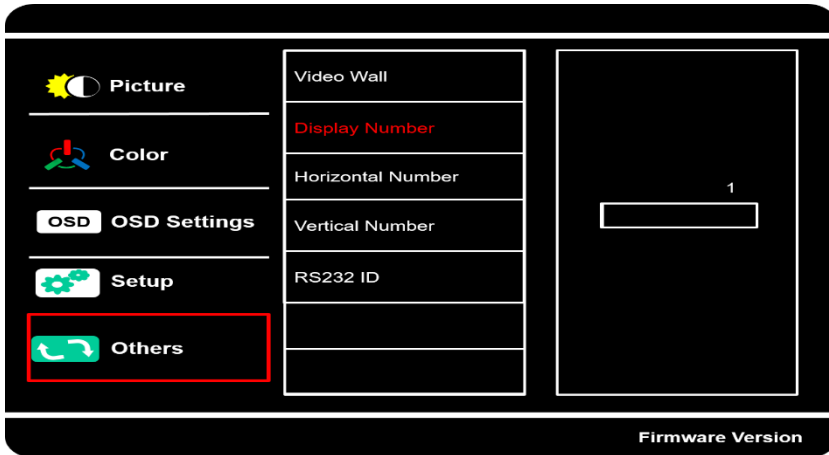 Picture
Color
OSD OSD Settings
Setup
Others
Video Wall
Display Number
Horizontal Number
Vertical Number
RS232 ID
1
Firmware Version